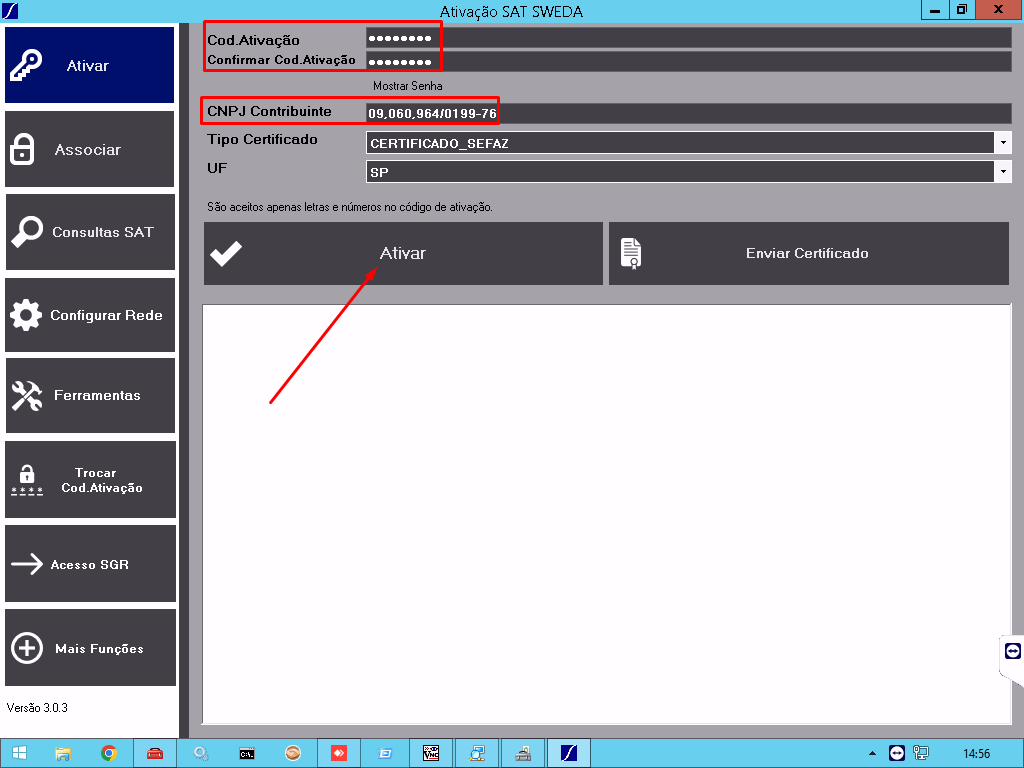 Ativação SAT SWEDA
Ativar
Associar
Consultas SAT
Configurar Rede
Ferramentas
Trocar
Cod.Ativação
Acesso SGR
Mais Funções
Versão 3.0.3
Cod.Ativação ●●●●●●●●
Confirmar Cod.Ativação ●●●●●●●●
Mostrar Senha
CNPJ Contribuinte 09,060,964/0199-76
Tipo Certificado CERTIFICADO_SEFAZ
UF SP
São aceitos apenas letras e números no código de ativação.
Ativar
Enviar Certificado
14:56